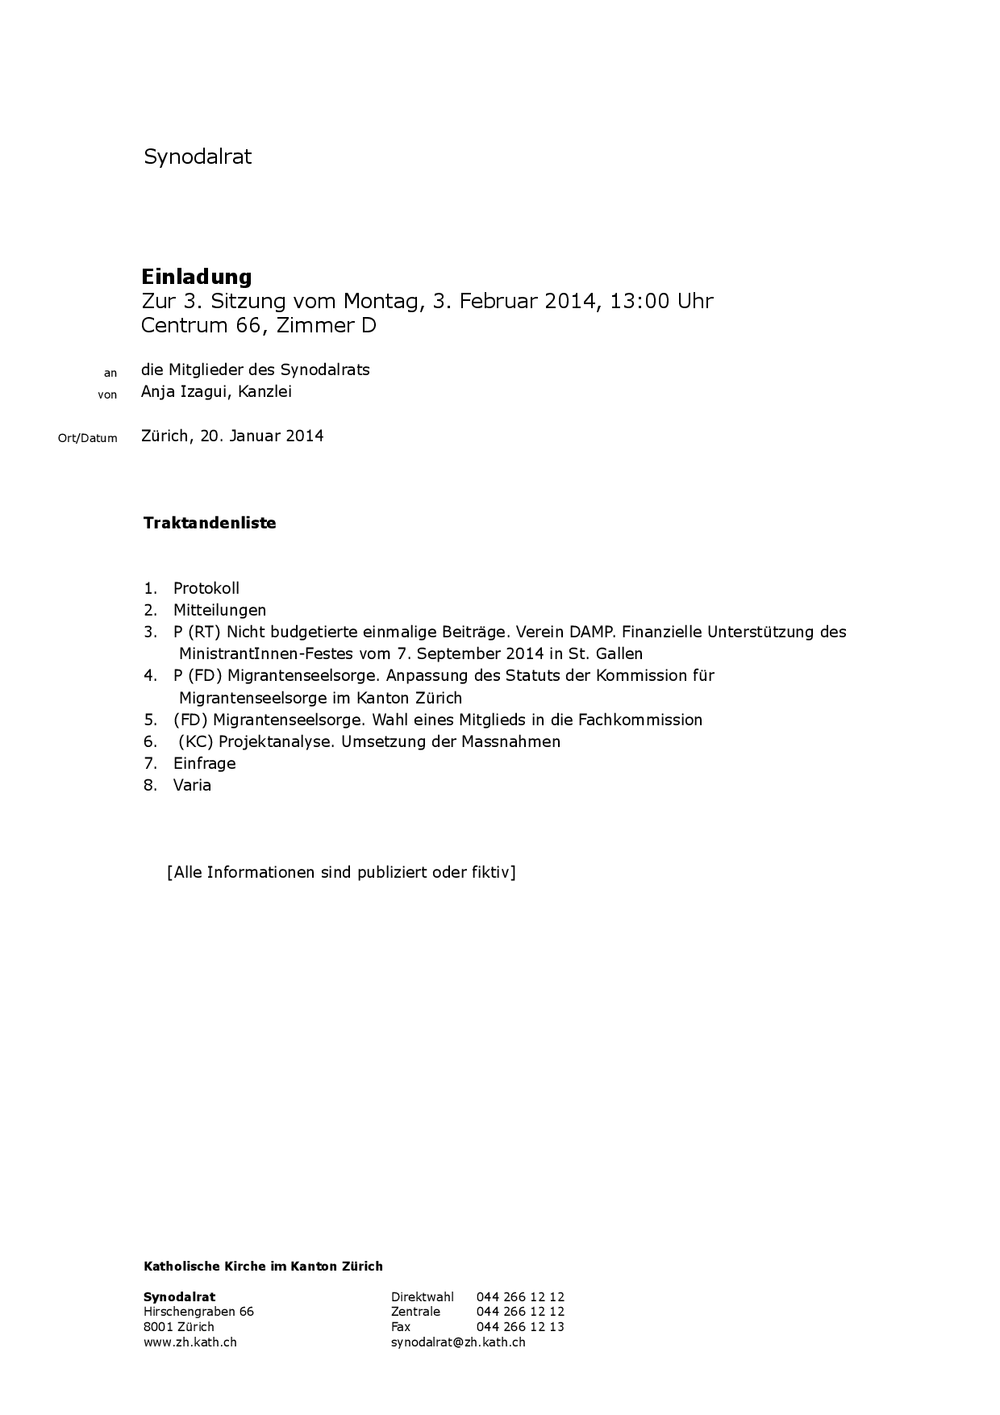 Synodalrat
Einladung
Zur 3. Sitzung vom Montag, 3. Februar 2014, 13:00 Uhr
Centrum 66, Zimmer D
an die Mitglieder des Synodalrats
von Anja Izagui, Kanzlei
Ort/Datum Zürich, 20. Januar 2014
Traktandenliste
1. Protokoll
2. Mitteilungen
3. P (RT) Nicht budgetierte einmalige Beiträge. Verein DAMP. Finanzielle Unterstützung des
MinistrantInnen-Festes vom 7. September 2014 in St. Gallen
4. P (FD) Migrantenseelsorge. Anpassung des Statuts der Kommission für
Migrantenseelsorge im Kanton Zürich
5. (FD) Migrantenseelsorge. Wahl eines Mitglieds in die Fachkommission
6. (KC) Projektanalyse. Umsetzung der Massnahmen
7. Einfrage
8. Varia
[Alle Informationen sind publiziert oder fiktiv]
Katholische Kirche im Kanton Zürich
Synodalrat Direktwahl 044 266 12 12
Hirschengraben 66 Zentrale 044 266 12 12
8001 Zürich Fax 044 266 12 13
www.zh.kath.ch synodalrat@zh.kath.ch